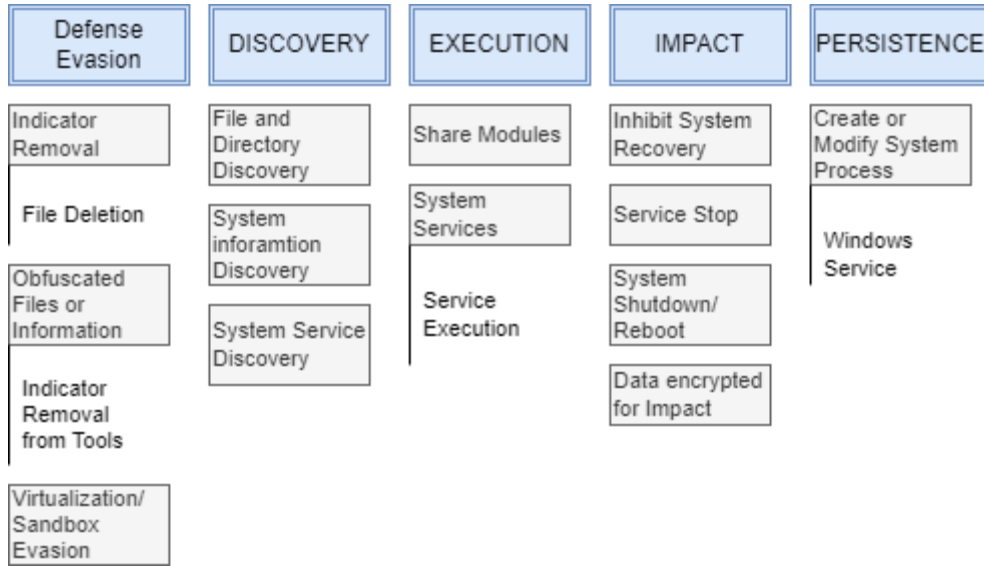 Defense
Evasion
DISCOVERY
EXECUTION
IMPACT
PERSISTENCE
Indicator
Removal
File Deletion
Obfuscated
Files or
Information
Indicator
Removal
from Tools
Virtualization/
Sandbox
Evasion
File and
Directory
Discovery
System
inforamtion
Discovery
System Service
Discovery
Share Modules
System
Services
Service
Execution
Inhibit System
Recovery
Service Stop
System
Shutdown/
Reboot
Data encrypted
for Impact
Create or
Modify System
Process
Windows
Service